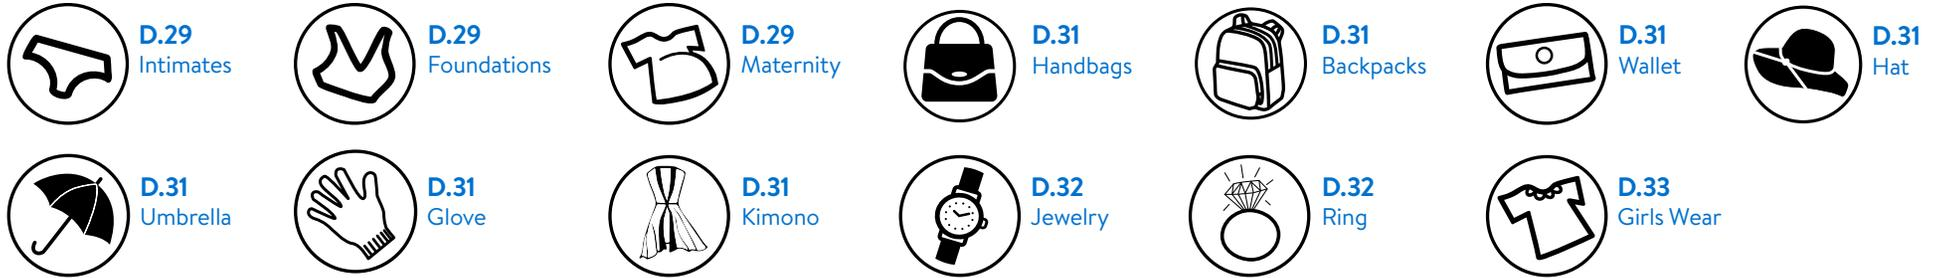 D.29
Intimates
D.29
Foundations
D.29
Maternity
D.31
Handbags
D.31
Backpacks
D.31
Wallet
D.31
Hat
D.31
Umbrella
D.31
Glove
D.31
Kimono
D.32
Jewelry
D.32
Ring
D.33
Girls Wear